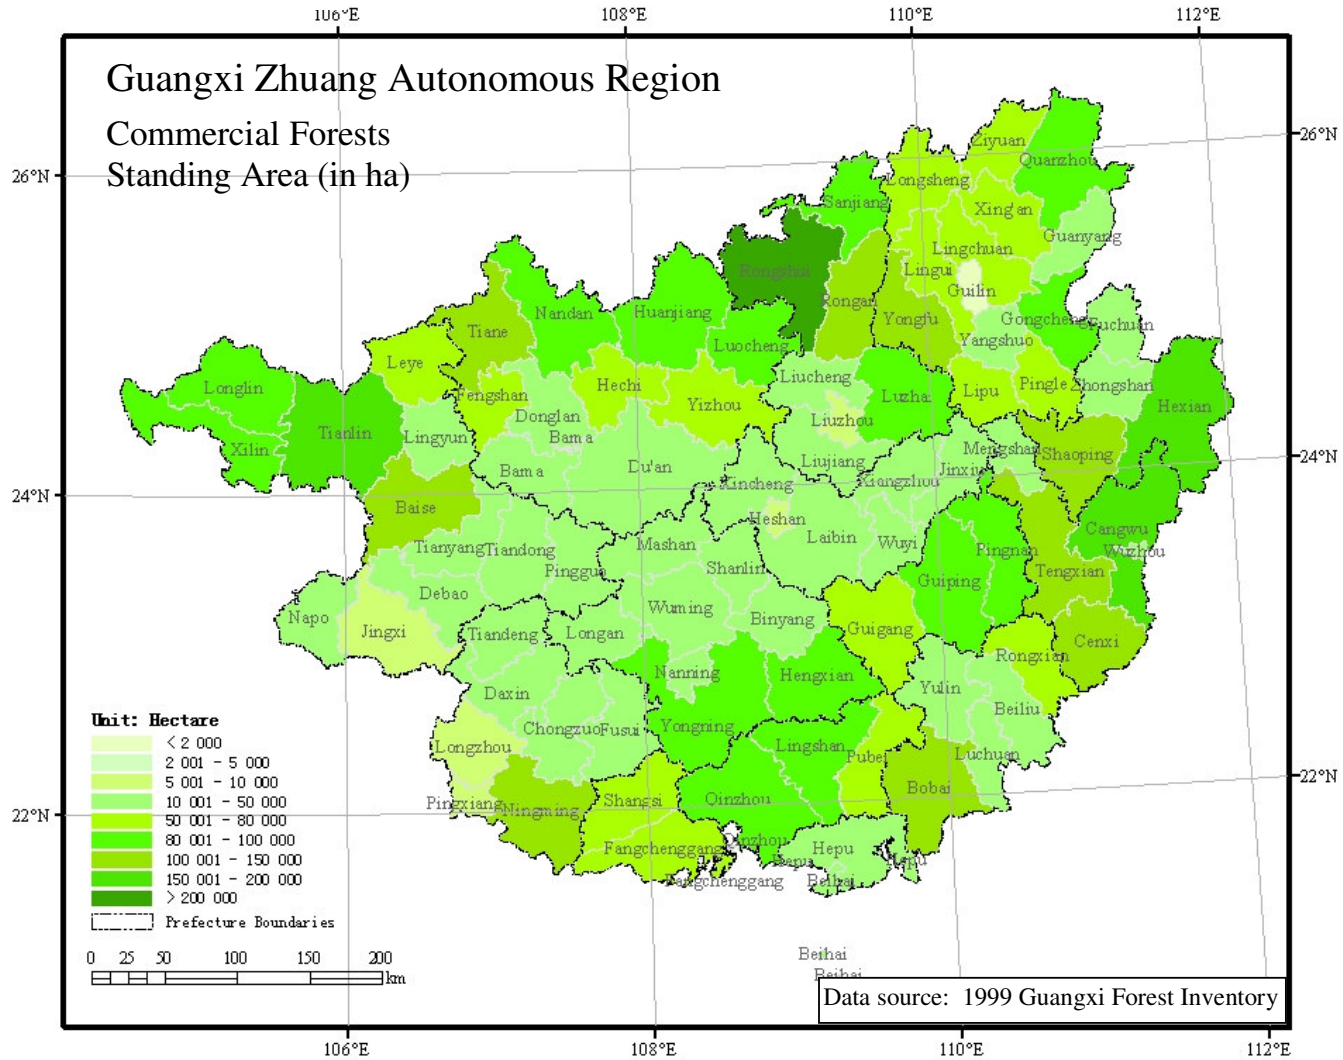 106°E 108°E 110°E 112°E
Guangxi Zhuang Autonomous Region
Commercial Forests
Standing Area (in ha)
26°N
26°N
Ziyuan
Quanzhou
Longsheng
Sanjiang
Xing'an
Guanyang
Lingchuan
Rongshui
Lingui
Guilin
Rongan
Nandan
Huanjiang
Yongfu
Gongcheng
Fuchuan
Tiane
Luocheng
Yangshuo
Leye
Liucheng
Longlin
Fengshan
Hechi
Yizhou
Luzhai
Lipu
Pingle
Zhongshan
Hexian
Donglan
Liuzhou
Tianlin
Lingyun
Bama
Xilin
Mengshan
Shaoping
24°N
Bama
Du'an
Liujiang
Jinxiu
Xincheng
Xiangzhou
24°N
Baise
Heshan
Cangwu
Tianyang
Tiandong
Mashan
Laibin
Wuyi
Pingnan
Wuzhou
Pingguo
Shanlin
Guiping
Tengxian
Debao
Napo
Jingxi
Wuming
Binyang
Tiandeng
Longan
Guigang
Cenxi
Rongxian
Nanning
Hengxian
Daxin
Yulin
Beiliu
Chongzuo
Fusui
Yongning
Longzhou
Lingshan
Pubei
Luchuan
Unit: Hectare
< 2 000
2 001 - 5 000
5 001 - 10 000
10 001 - 50 000
50 001 - 80 000
80 001 - 100 000
100 001 - 150 000
150 001 - 200 000
> 200 000
Prefecture Boundaries
0 25 50 100 150 200
km
22°N
22°N
Pingxiang
Ningming
Shangsi
Qinzhou
Bobai
Fangchenggang
Qinzhou
Hepu
Hepu
Hepu
Fangchenggang
Beihai
Beihai
Beihai
Data source: 1999 Guangxi Forest Inventory
106°E 108°E 110°E 112°E